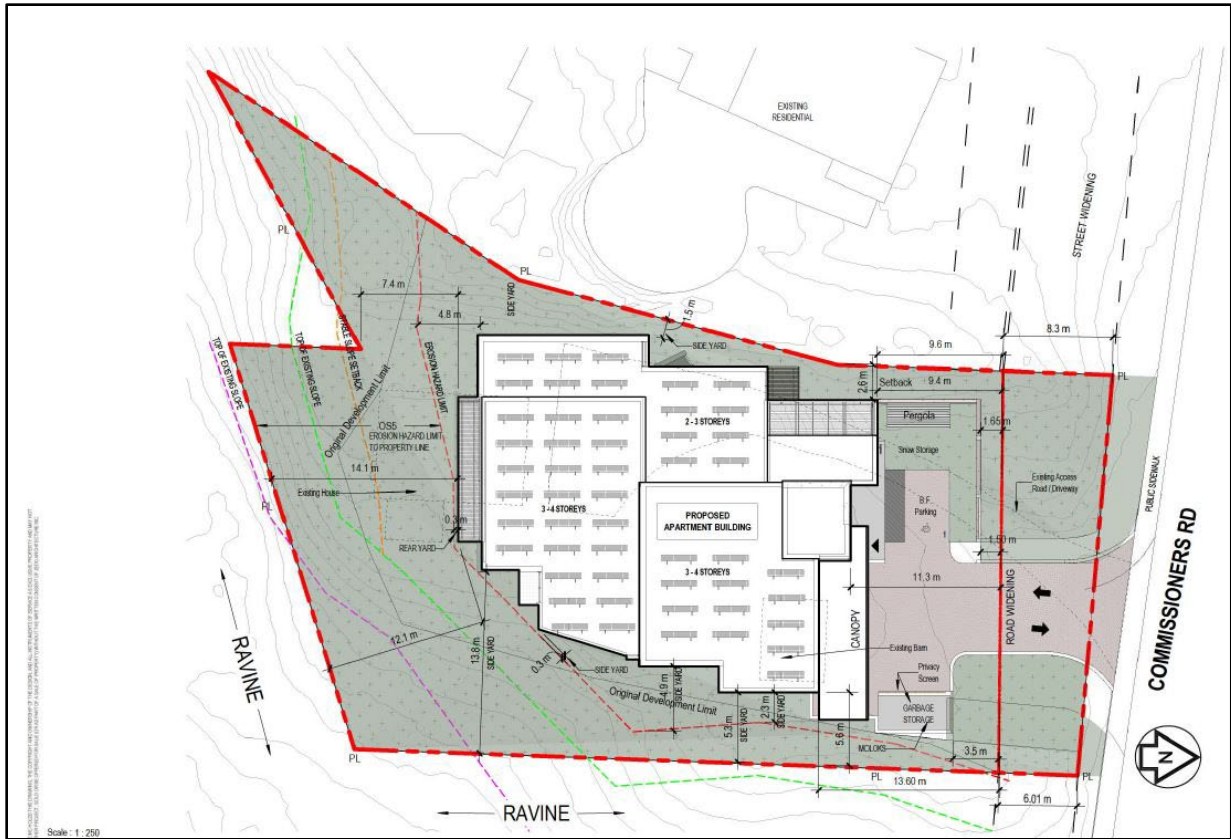 EXISTING
RESIDENTIAL
STREET WIDENING
PUBLIC SIDEWALK
COMMISSIONERS RD
PL
PL
PL
7.4 m
4.8 m
SIDE YARD
1.5 m
SIDE YARD
8.3 m
9.6 m
Setback
9.4 m
2.6 m
PL
TOP OF EXISTING SLOPE
TOP OF EXISTING SLOPE
STABLE SLOPE SETBACK
Original Development Limit
EROSION HAZARD LIMIT
OS5
EROSION HAZARD LIMIT
TO PROPERTY LINE
14.1 m
Existing House
PL
0.3 m
REAR YARD
2 - 3 STOREYS
3 - 4 STOREYS
PROPOSED
APARTMENT BUILDING
3 - 4 STOREYS
Pergola
1.65 m
Snow Storage
Existing Access
Road / Driveway
B.F.
Parking
1
1.50 m
11.3 m
ROAD WIDENING
CANOPY
Existing Barn
Privacy
Screen
GARBAGE
STORAGE
MOLOKS
3.5 m
12.1 m
13.8 m
SIDE YARD
0.3 m
SIDE YARD
4.9 m
SIDE YARD
Original Development Limit
5.3 m
SIDE YARD
2.3 m
SIDE YARD
5.6 m
13.60 m
6.01 m
PL
PL
PL
RAVINE
RAVINE
N
Scale : 1 : 250